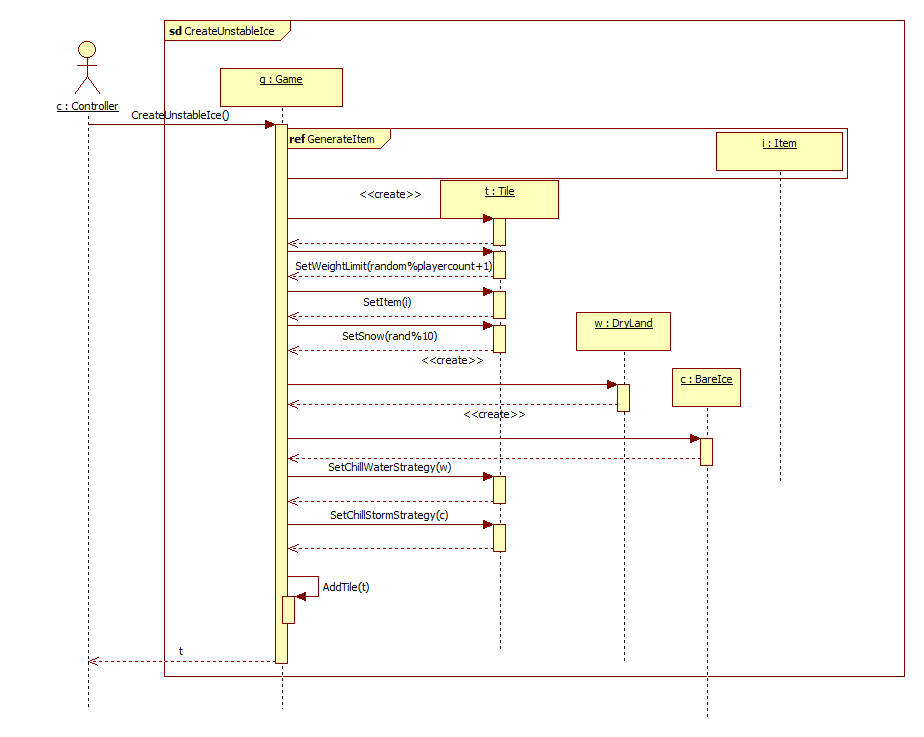 sd CreateUnstableIce
g : Game
c : Controller
CreateUnstableIce()
ref GenerateItem
i : Item
<<create>>
t : Tile
SetWeightLimit(random%playercount+1)
SetItem(i)
w : DryLand
SetSnow(rand%10)
<<create>>
c : BareIce
<<create>>
SetChillWaterStrategy(w)
SetChillStormStrategy(c)
AddTile(t)
t